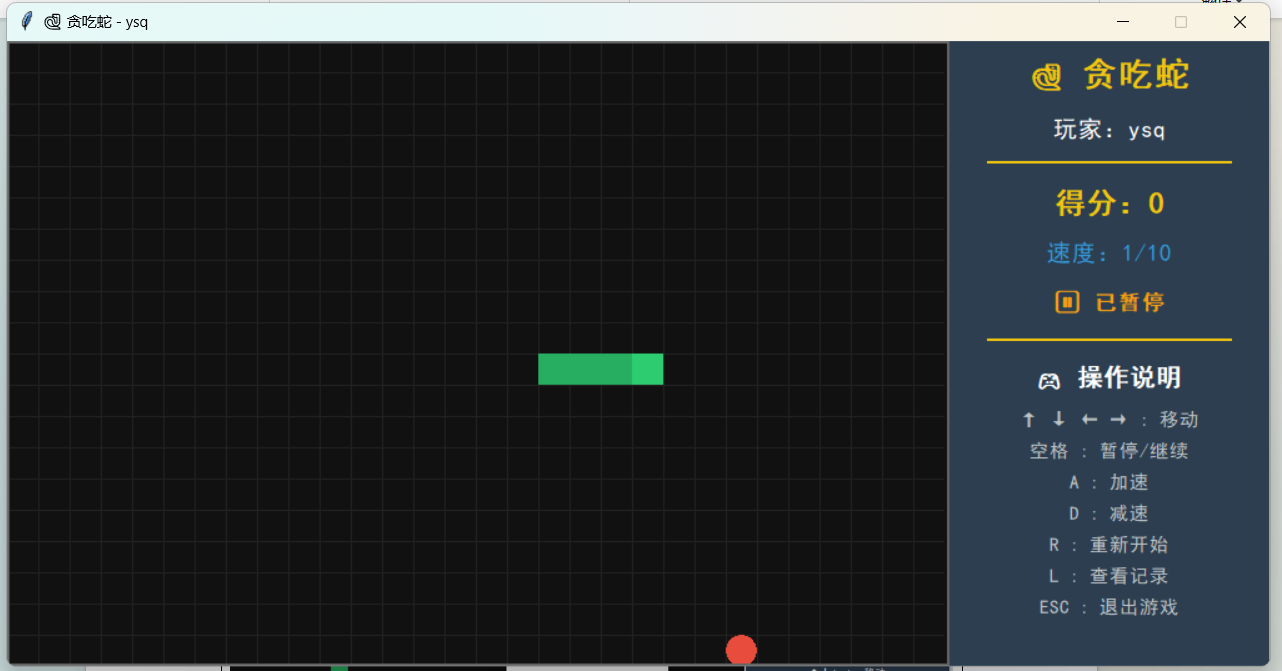 贪吃蛇 - ysq
贪吃蛇
玩家：ysq
得分：0
速度：1/10
已暂停
操作说明
↑ ↓ ← → : 移动
空格 : 暂停/继续
A : 加速
D : 减速
R : 重新开始
L : 查看记录
ESC : 退出游戏